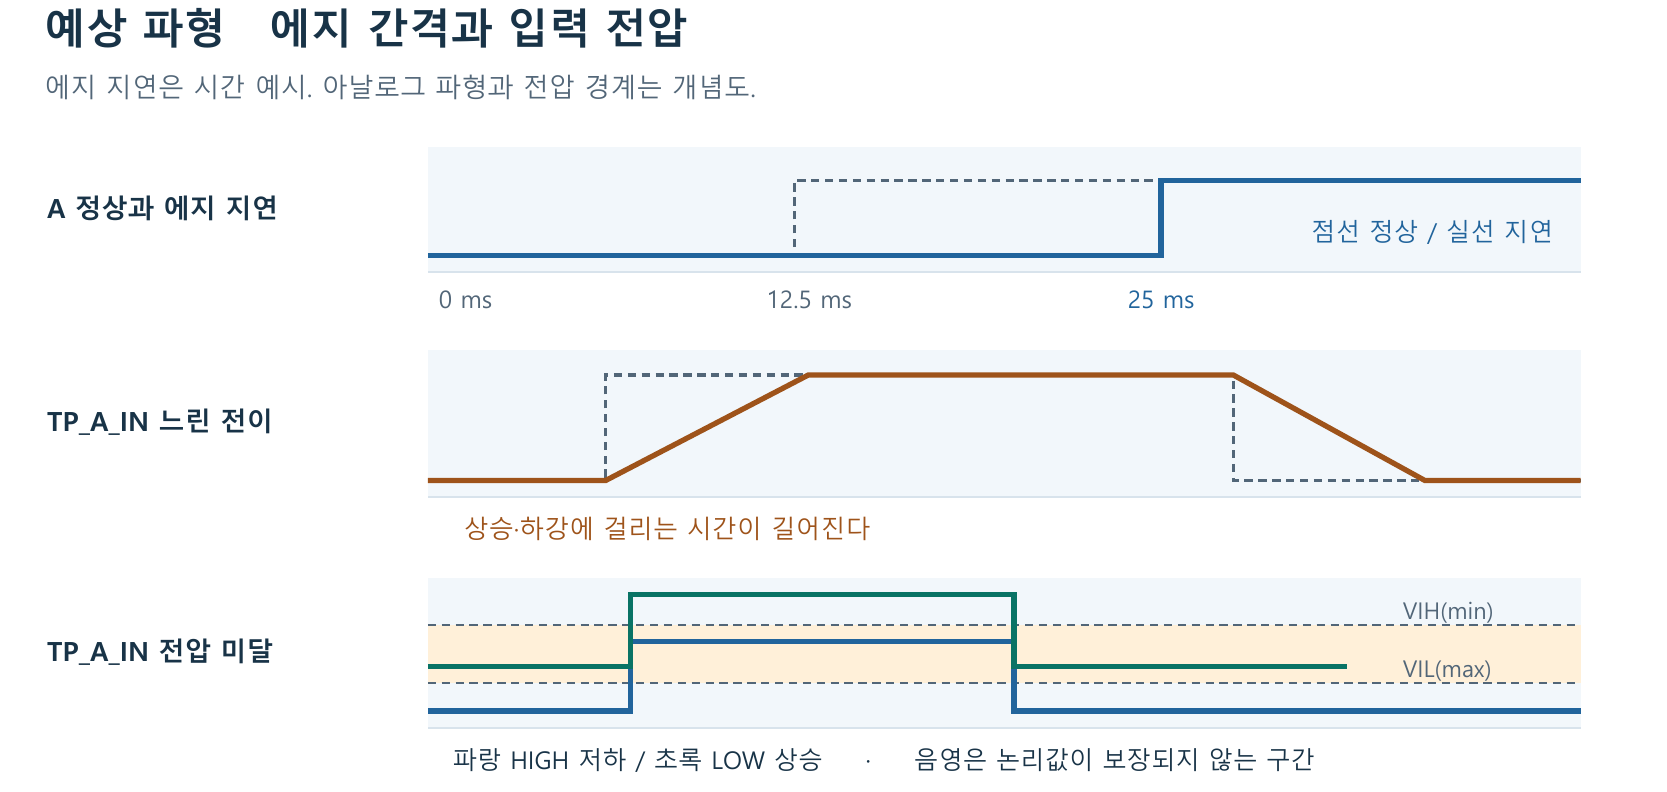 예상 파형 에지 간격과 입력 전압
에지 지연은 시간 예시. 아날로그 파형과 전압 경계는 개념도.
A 정상과 에지 지연
점선 정상 / 실선 지연
0 ms
12.5 ms
25 ms
TP_A_IN 느린 전이
상승·하강에 걸리는 시간이 길어진다
VIH(min)
TP_A_IN 전압 미달
VIL(max)
파랑 HIGH 저하 / 초록 LOW 상승 · 음영은 논리값이 보장되지 않는 구간